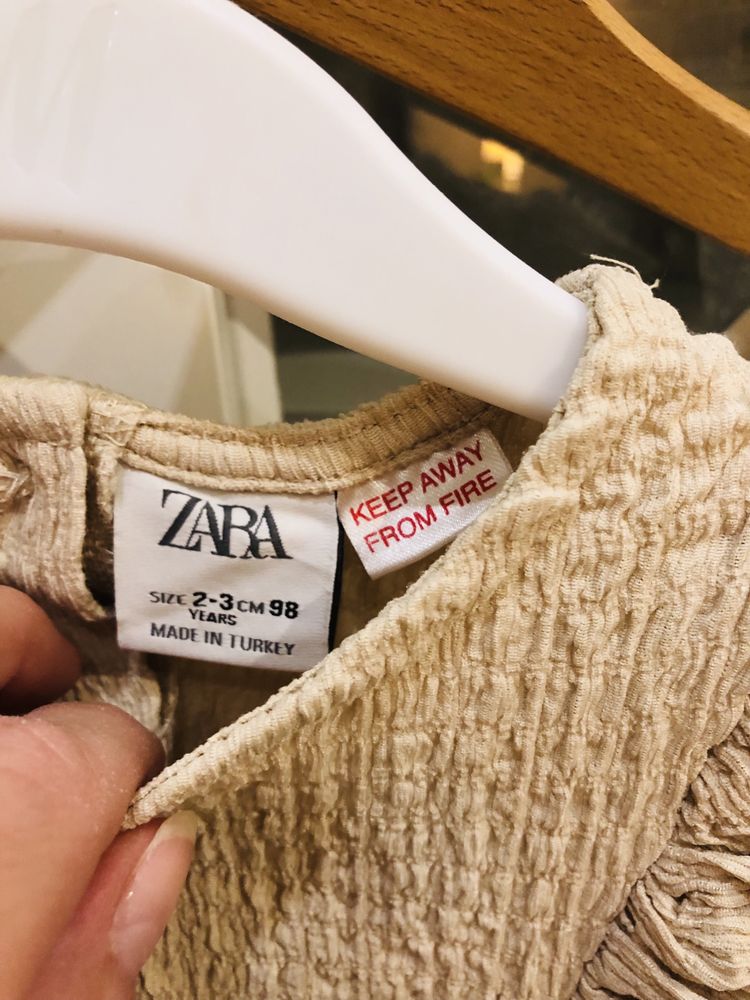 ZARA
SIZE 2-3 CM 98
YEARS
MADE IN TURKEY
KEEP AWAY
FROM FIRE